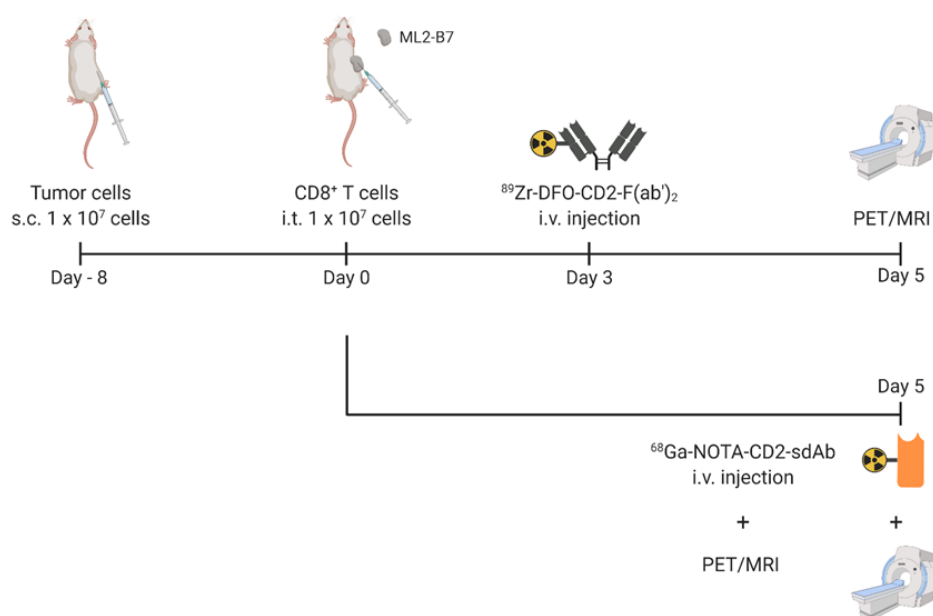 ML2-B7
Tumor cells
s.c. 1 x 10⁷ cells
CD8⁺ T cells
i.t. 1 x 10⁷ cells
⁸⁹Zr-DFO-CD2-F(ab')₂
i.v. injection
PET/MRI
Day - 8
Day 0
Day 3
Day 5
Day 5
⁶⁸Ga-NOTA-CD2-sdAb
i.v. injection
+ +
PET/MRI